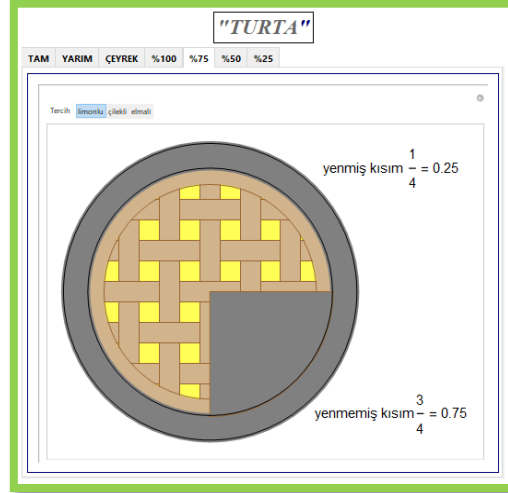 "TURTA"
TAM YARIM ÇEYREK %100 %75 %50 %25
Tercih limonlu çilekli elmalı
yenmiş kısım 1/4 = 0.25
yenmemiş kısım 3/4 = 0.75